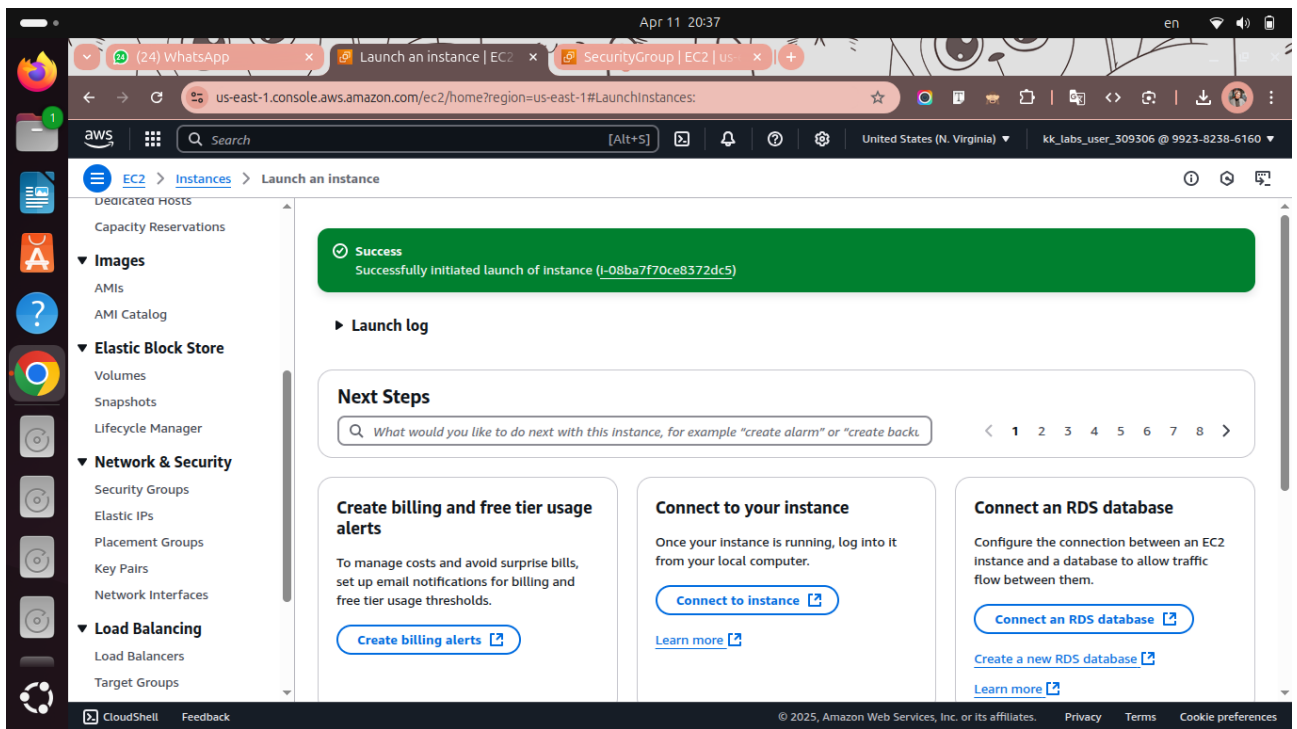 Apr 11 20:37
en
(24) WhatsApp
Launch an instance | EC2
SecurityGroup | EC2 | us-
us-east-1.console.aws.amazon.com/ec2/home?region=us-east-1#LaunchInstances:
1
aws
Search
[Alt+S]
United States (N. Virginia)
kk_labs_user_309306 @ 9923-8238-6160
EC2 > Instances > Launch an instance
Dedicated Hosts
Capacity Reservations
Images
AMIs
AMI Catalog
Elastic Block Store
Volumes
Snapshots
Lifecycle Manager
Network & Security
Security Groups
Elastic IPs
Placement Groups
Key Pairs
Network Interfaces
Load Balancing
Load Balancers
Target Groups
Success
Successfully initiated launch of instance (i-08ba7f70ce8372dc5)
Launch log
Next Steps
What would you like to do next with this instance, for example "create alarm" or "create backu
1 2 3 4 5 6 7 8
Create billing and free tier usage
alerts
To manage costs and avoid surprise bills,
set up email notifications for billing and
free tier usage thresholds.
Create billing alerts
Connect to your instance
Once your instance is running, log into it
from your local computer.
Connect to instance
Learn more
Connect an RDS database
Configure the connection between an EC2
instance and a database to allow traffic
flow between them.
Connect an RDS database
Create a new RDS database
Learn more
CloudShell
Feedback
© 2025, Amazon Web Services, Inc. or its affiliates.
Privacy
Terms
Cookie preferences